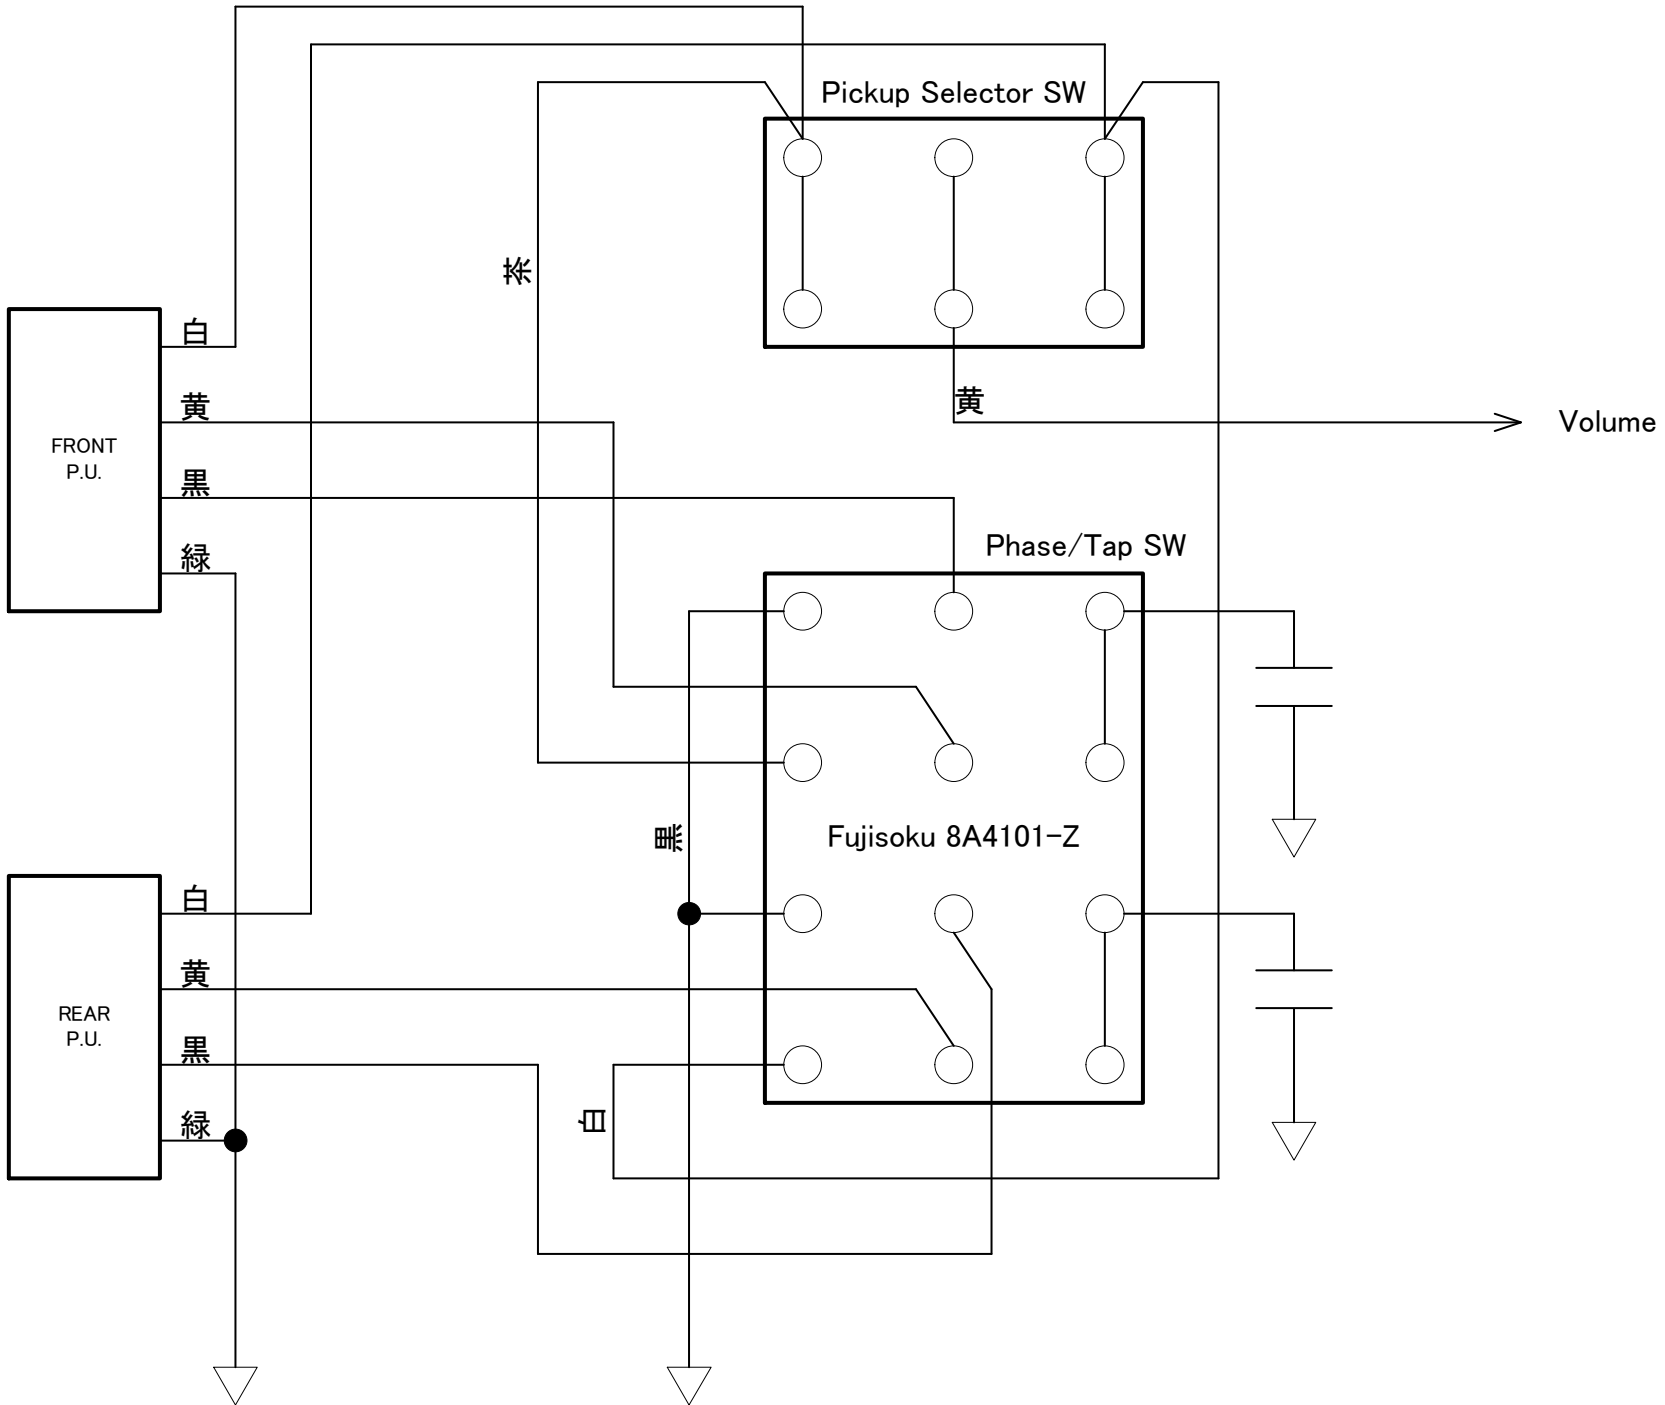 Pickup Selector SW
茶
白
黄
黄
Volume
FRONT
P.U.
黒
Phase/Tap SW
緑
黒
Fujisoku 8A4101-Z
白
黄
REAR
P.U.
黒
白
緑